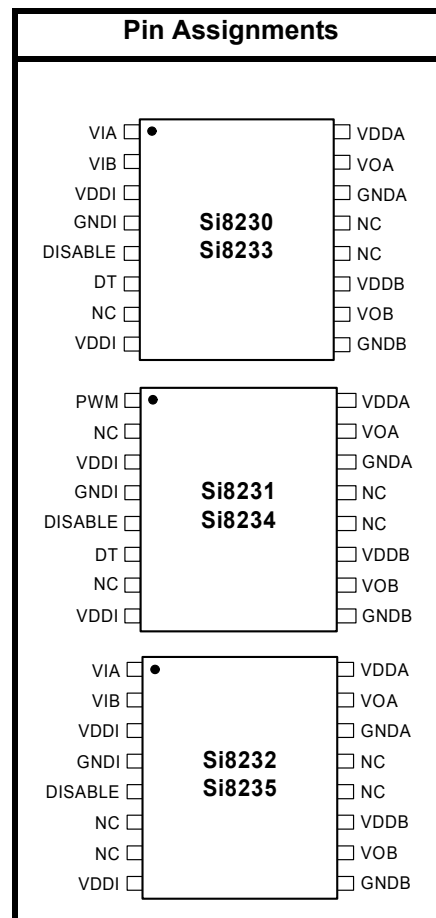 Pin Assignments
VIA VDDA
VIB VOA
VDDI GNDA
GNDI Si8230 NC
DISABLE Si8233 NC
DT VDDB
NC VOB
VDDI GNDB
PWM VDDA
NC VOA
VDDI GNDA
GNDI Si8231 NC
DISABLE Si8234 NC
DT VDDB
NC VOB
VDDI GNDB
VIA VDDA
VIB VOA
VDDI GNDA
GNDI Si8232 NC
DISABLE Si8235 NC
NC VDDB
NC VOB
VDDI GNDB